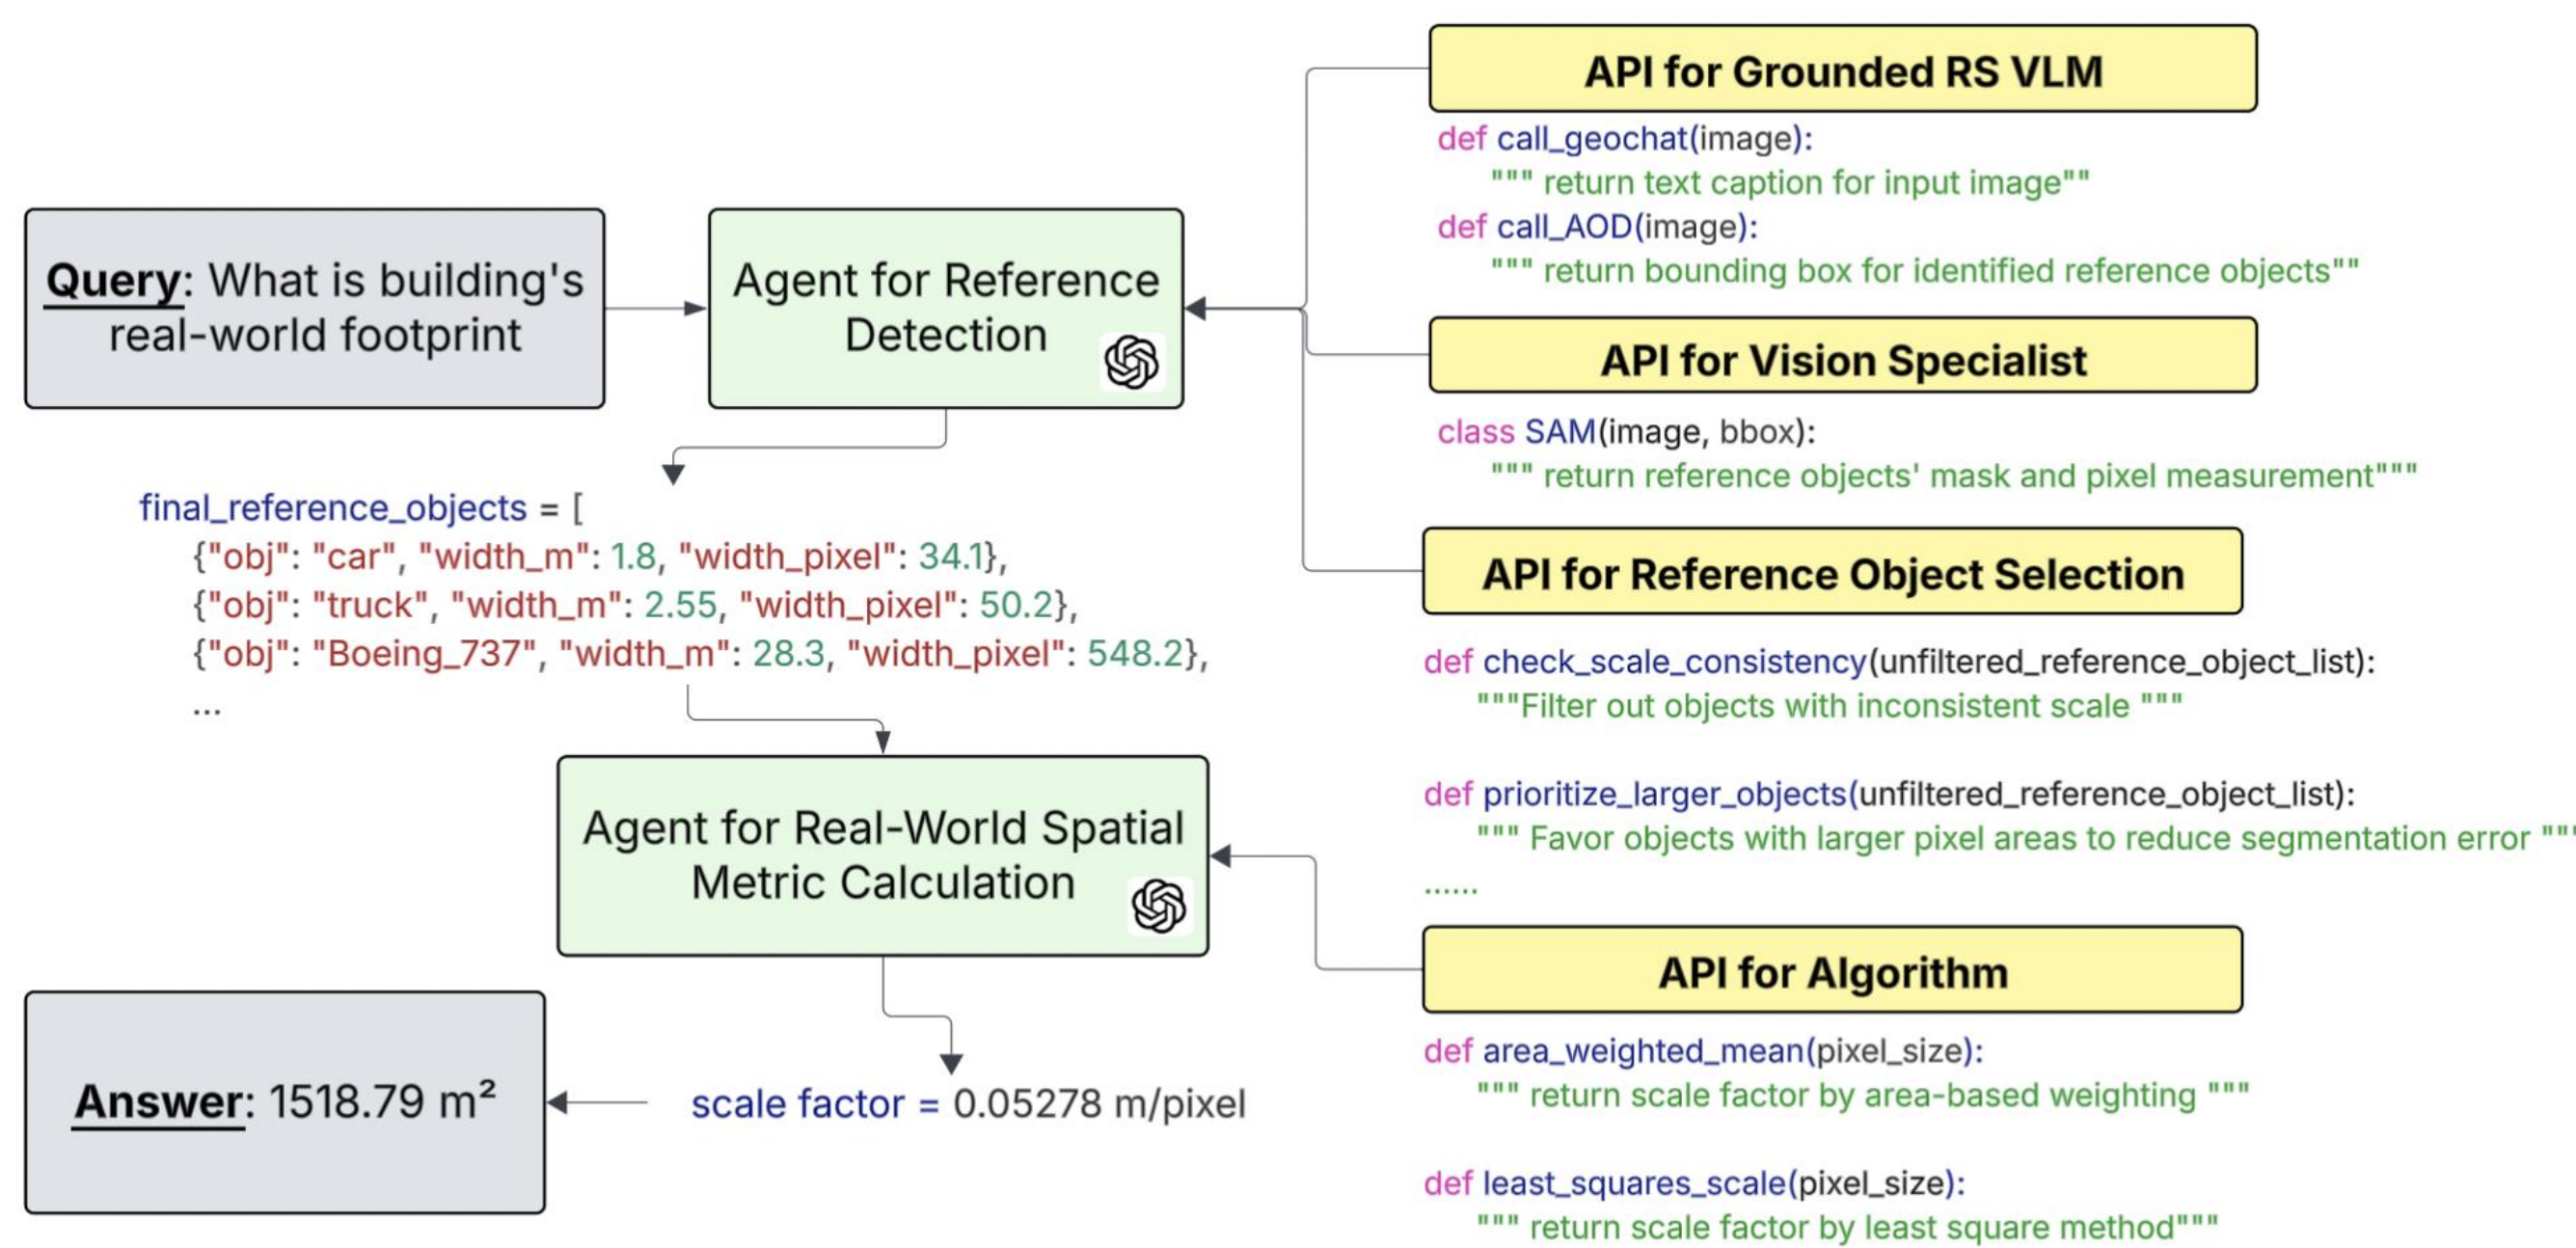 API for Grounded RS VLM
def call_geochat(image):
""" return text caption for input image""
def call_AOD(image):
""" return bounding box for identified reference objects""
Query: What is building's
real-world footprint
Agent for Reference
Detection
API for Vision Specialist
class SAM(image, bbox):
""" return reference objects' mask and pixel measurement"""
final_reference_objects = [
{"obj": "car", "width_m": 1.8, "width_pixel": 34.1},
{"obj": "truck", "width_m": 2.55, "width_pixel": 50.2},
{"obj": "Boeing_737", "width_m": 28.3, "width_pixel": 548.2},
...
API for Reference Object Selection
def check_scale_consistency(unfiltered_reference_object_list):
"""Filter out objects with inconsistent scale """
def prioritize_larger_objects(unfiltered_reference_object_list):
""" Favor objects with larger pixel areas to reduce segmentation error """
......
Agent for Real-World Spatial
Metric Calculation
API for Algorithm
def area_weighted_mean(pixel_size):
""" return scale factor by area-based weighting """
def least_squares_scale(pixel_size):
""" return scale factor by least square method"""
scale factor = 0.05278 m/pixel
Answer: 1518.79 m²